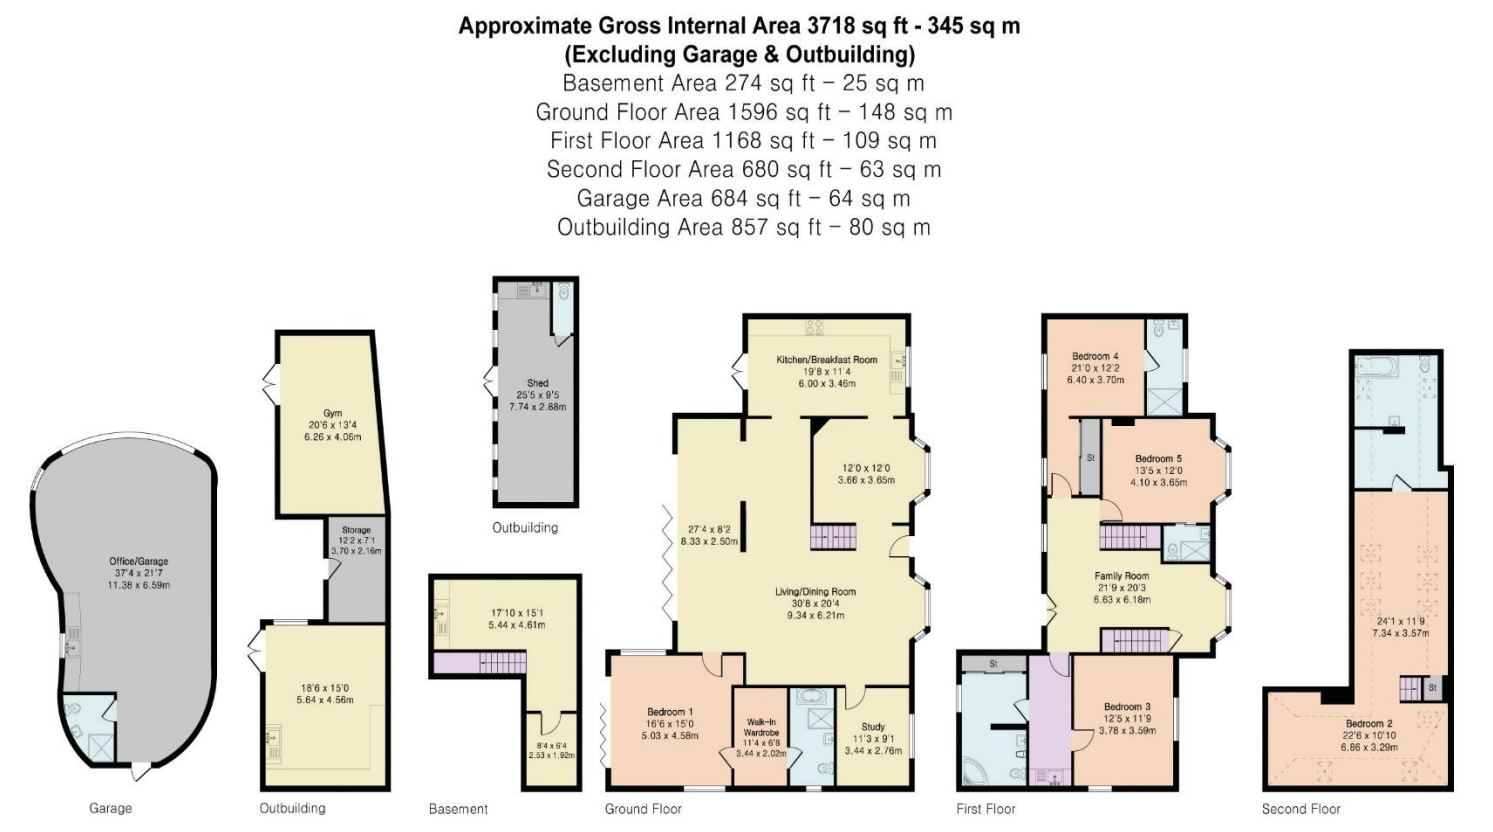 Approximate Gross Internal Area 3718 sq ft - 345 sq m
(Excluding Garage & Outbuilding)
Basement Area 274 sq ft – 25 sq m
Ground Floor Area 1596 sq ft – 148 sq m
First Floor Area 1168 sq ft – 109 sq m
Second Floor Area 680 sq ft – 63 sq m
Garage Area 684 sq ft – 64 sq m
Outbuilding Area 857 sq ft – 80 sq m
Office/Garage
37'4 x 21'7
11.38 x 6.59m
Garage
Gym
20'6 x 13'4
6.26 x 4.06m
Storage
12'2 x 7'1
3.70 x 2.16m
18'6 x 15'0
5.64 x 4.56m
Outbuilding
Shed
25'5 x 9'5
7.74 x 2.88m
Outbuilding
17'10 x 15'1
5.44 x 4.61m
8'4 x 6'4
2.53 x 1.92m
Basement
Kitchen/Breakfast Room
19'8 x 11'4
6.00 x 3.46m
12'0 x 12'0
3.66 x 3.65m
27'4 x 8'2
8.33 x 2.50m
Living/Dining Room
30'8 x 20'4
9.34 x 6.21m
Bedroom 1
16'6 x 15'0
5.03 x 4.58m
Walk-In
Wardrobe
11'4 x 6'8
3.44 x 2.02m
Study
11'3 x 9'1
3.44 x 2.76m
Ground Floor
Bedroom 4
21'0 x 12'2
6.40 x 3.70m
St
Bedroom 5
13'5 x 12'0
4.10 x 3.65m
Family Room
21'9 x 20'3
6.63 x 6.18m
St
Bedroom 3
12'5 x 11'9
3.78 x 3.59m
First Floor
24'1 x 11'9
7.34 x 3.57m
St
Bedroom 2
22'6 x 10'10
6.86 x 3.29m
Second Floor